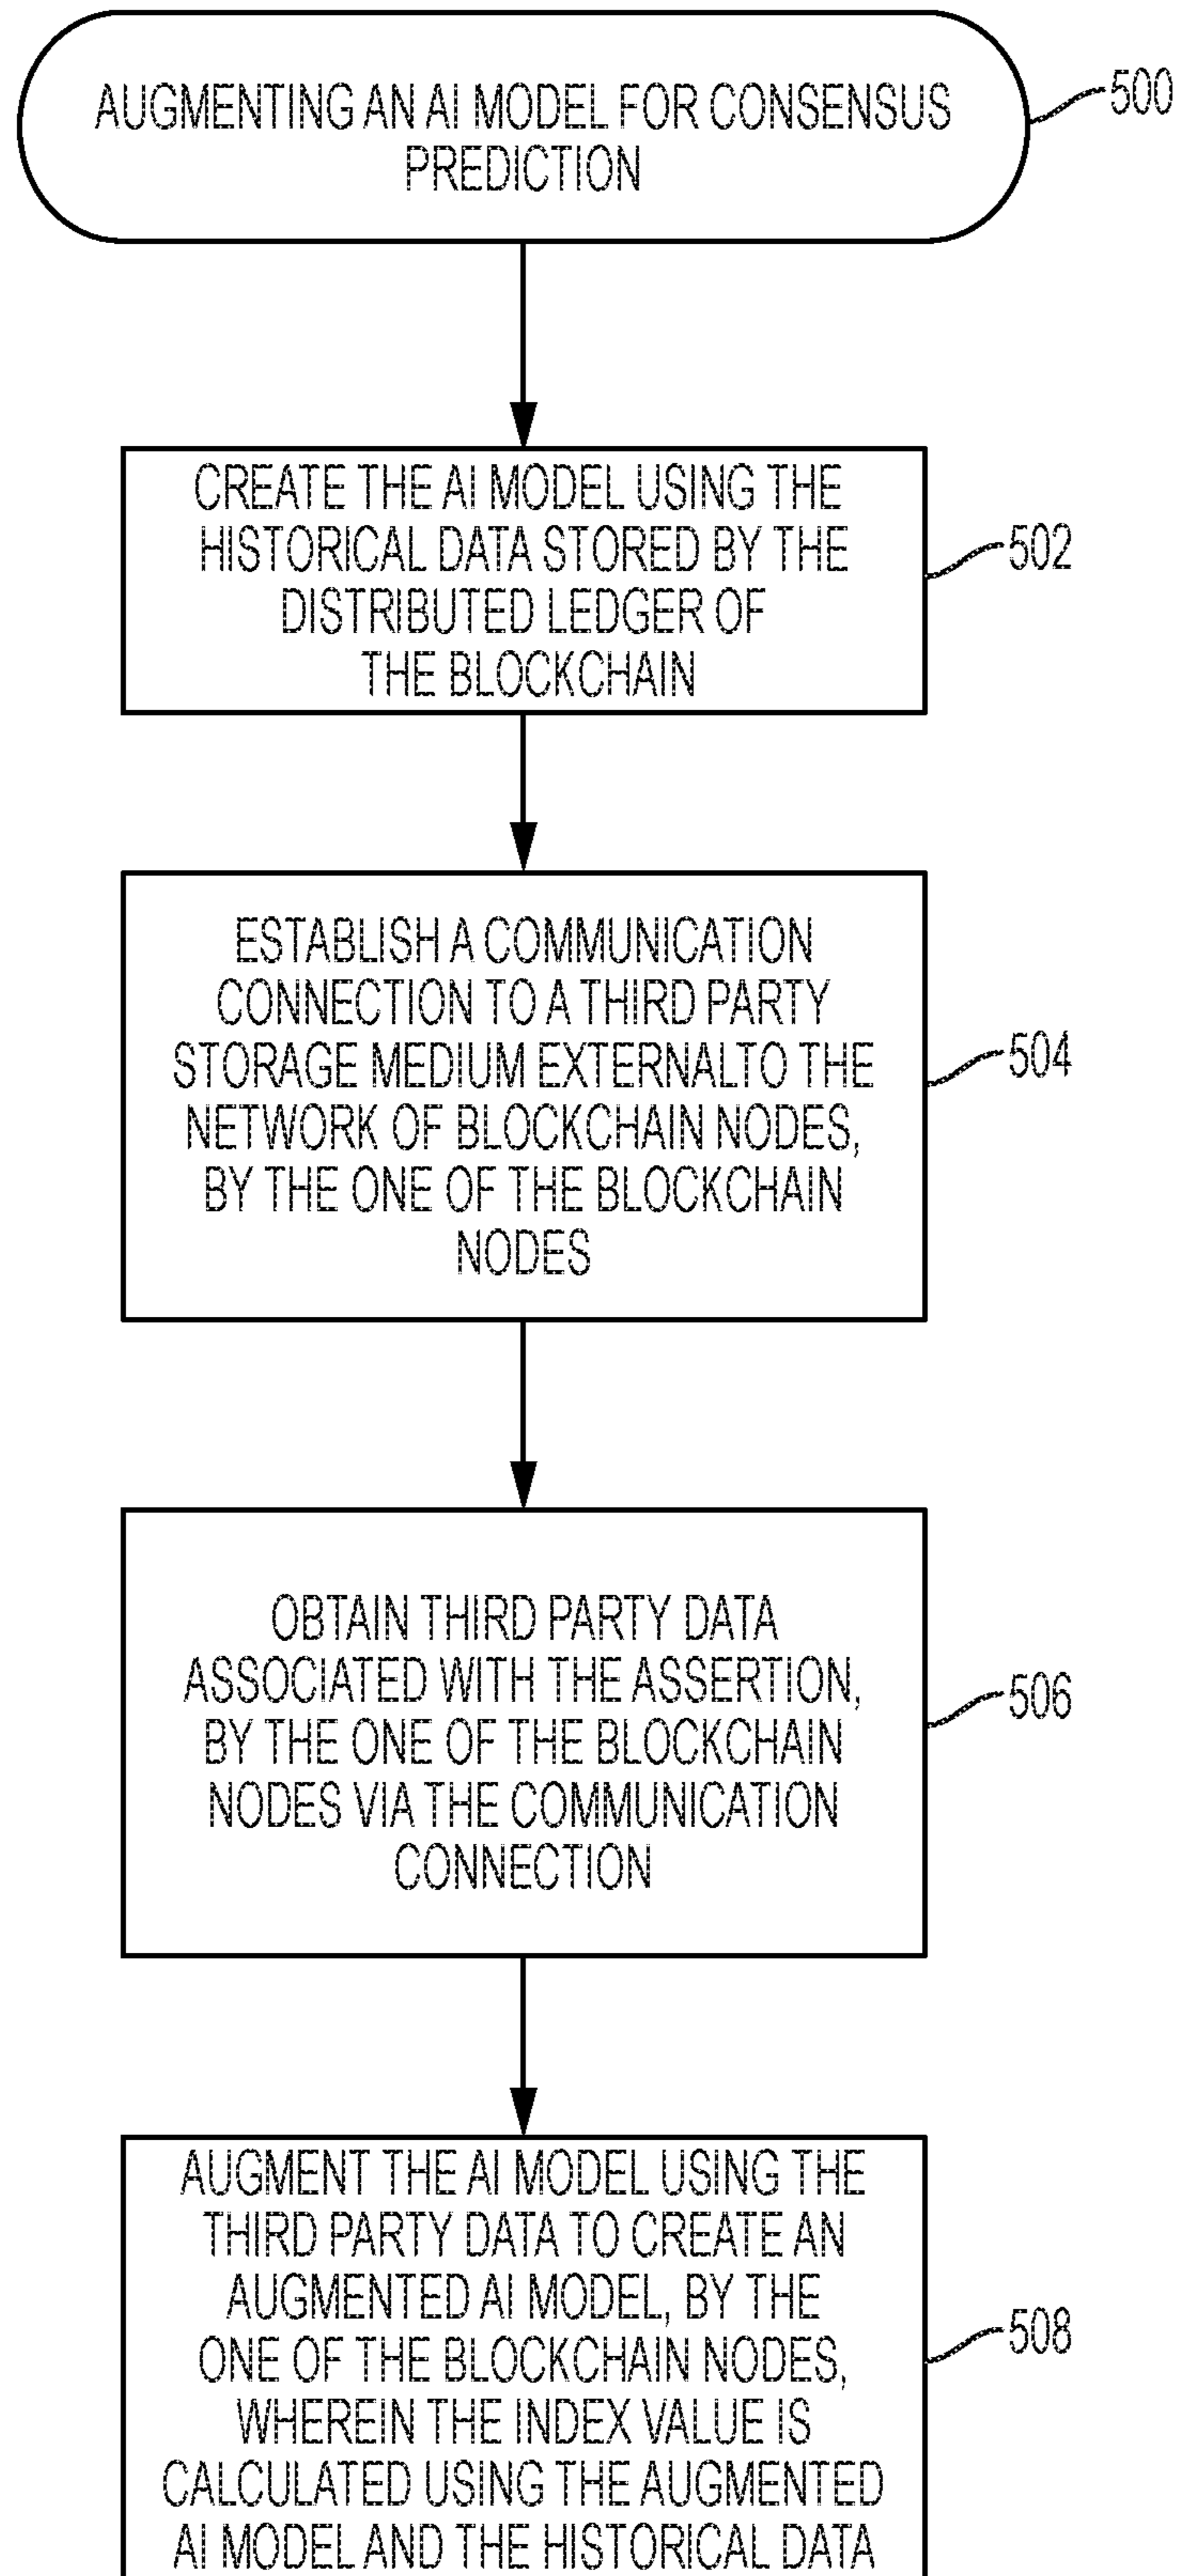 AUGMENTING AN AI MODEL FOR CONSENSUS
PREDICTION
500
CREATE THE AI MODEL USING THE
HISTORICAL DATA STORED BY THE
DISTRIBUTED LEDGER OF
THE BLOCKCHAIN
502
ESTABLISH A COMMUNICATION
CONNECTION TO A THIRD PARTY
STORAGE MEDIUM EXTERNALTO THE
NETWORK OF BLOCKCHAIN NODES,
BY THE ONE OF THE BLOCKCHAIN
NODES
504
OBTAIN THIRD PARTY DATA
ASSOCIATED WITH THE ASSERTION,
BY THE ONE OF THE BLOCKCHAIN
NODES VIA THE COMMUNICATION
CONNECTION
506
AUGMENT THE AI MODEL USING THE
THIRD PARTY DATA TO CREATE AN
AUGMENTED AI MODEL, BY THE
ONE OF THE BLOCKCHAIN NODES,
WHEREIN THE INDEX VALUE IS
CALCULATED USING THE AUGMENTED
AI MODEL AND THE HISTORICAL DATA
508